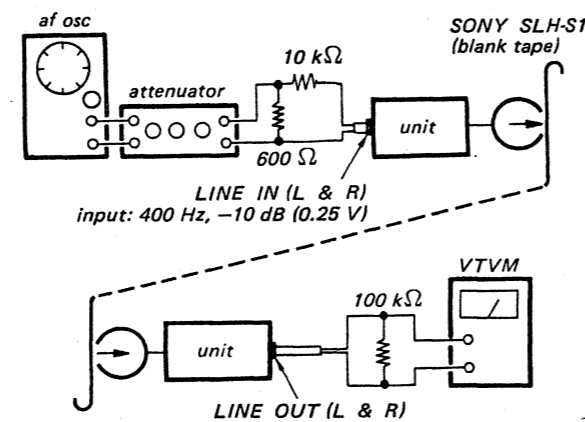 af osc
attenuator
10 kΩ
600 Ω
unit
SONY SLH-S1
(blank tape)
LINE IN (L & R)
input: 400 Hz, −10 dB (0.25 V)
VTVM
100 kΩ
unit
LINE OUT (L & R)